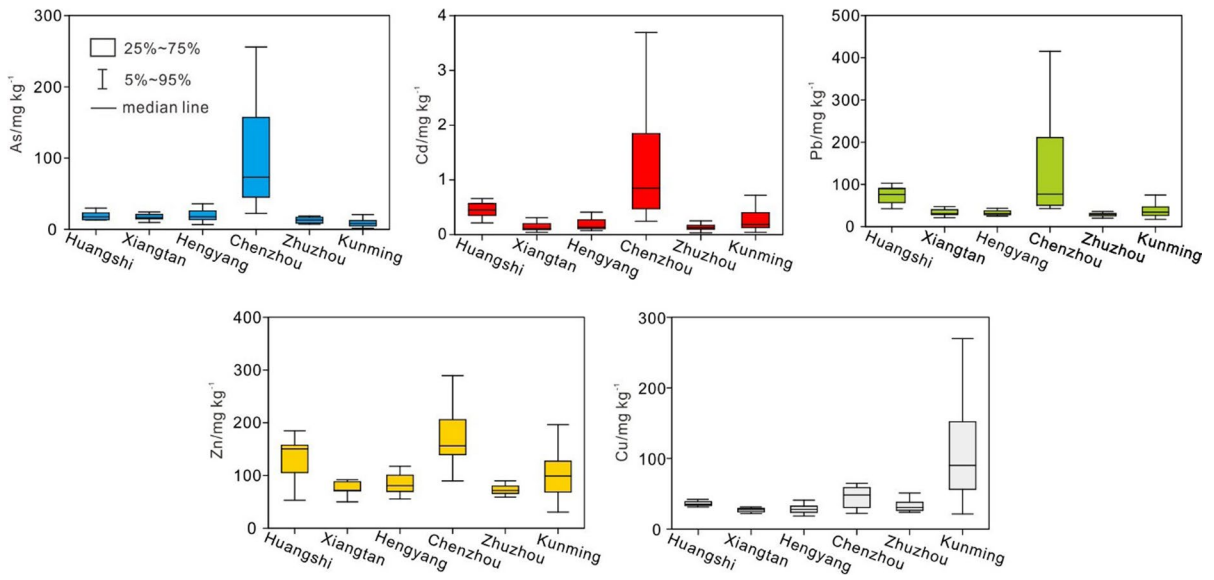 As/mg kg⁻¹
300
200
100
0
25%~75%
5%~95%
median line
Huangshi
Xiangtan
Hengyang
Chenzhou
Zhuzhou
Kunming
Cd/mg kg⁻¹
4
3
2
1
0
Huangshi
Xiangtan
Hengyang
Chenzhou
Zhuzhou
Kunming
Pb/mg kg⁻¹
500
400
300
200
100
0
Huangshi
Xiangtan
Hengyang
Chenzhou
Zhuzhou
Kunming
Zn/mg kg⁻¹
400
300
200
100
0
Huangshi
Xiangtan
Hengyang
Chenzhou
Zhuzhou
Kunming
Cu/mg kg⁻¹
300
200
100
0
Huangshi
Xiangtan
Hengyang
Chenzhou
Zhuzhou
Kunming